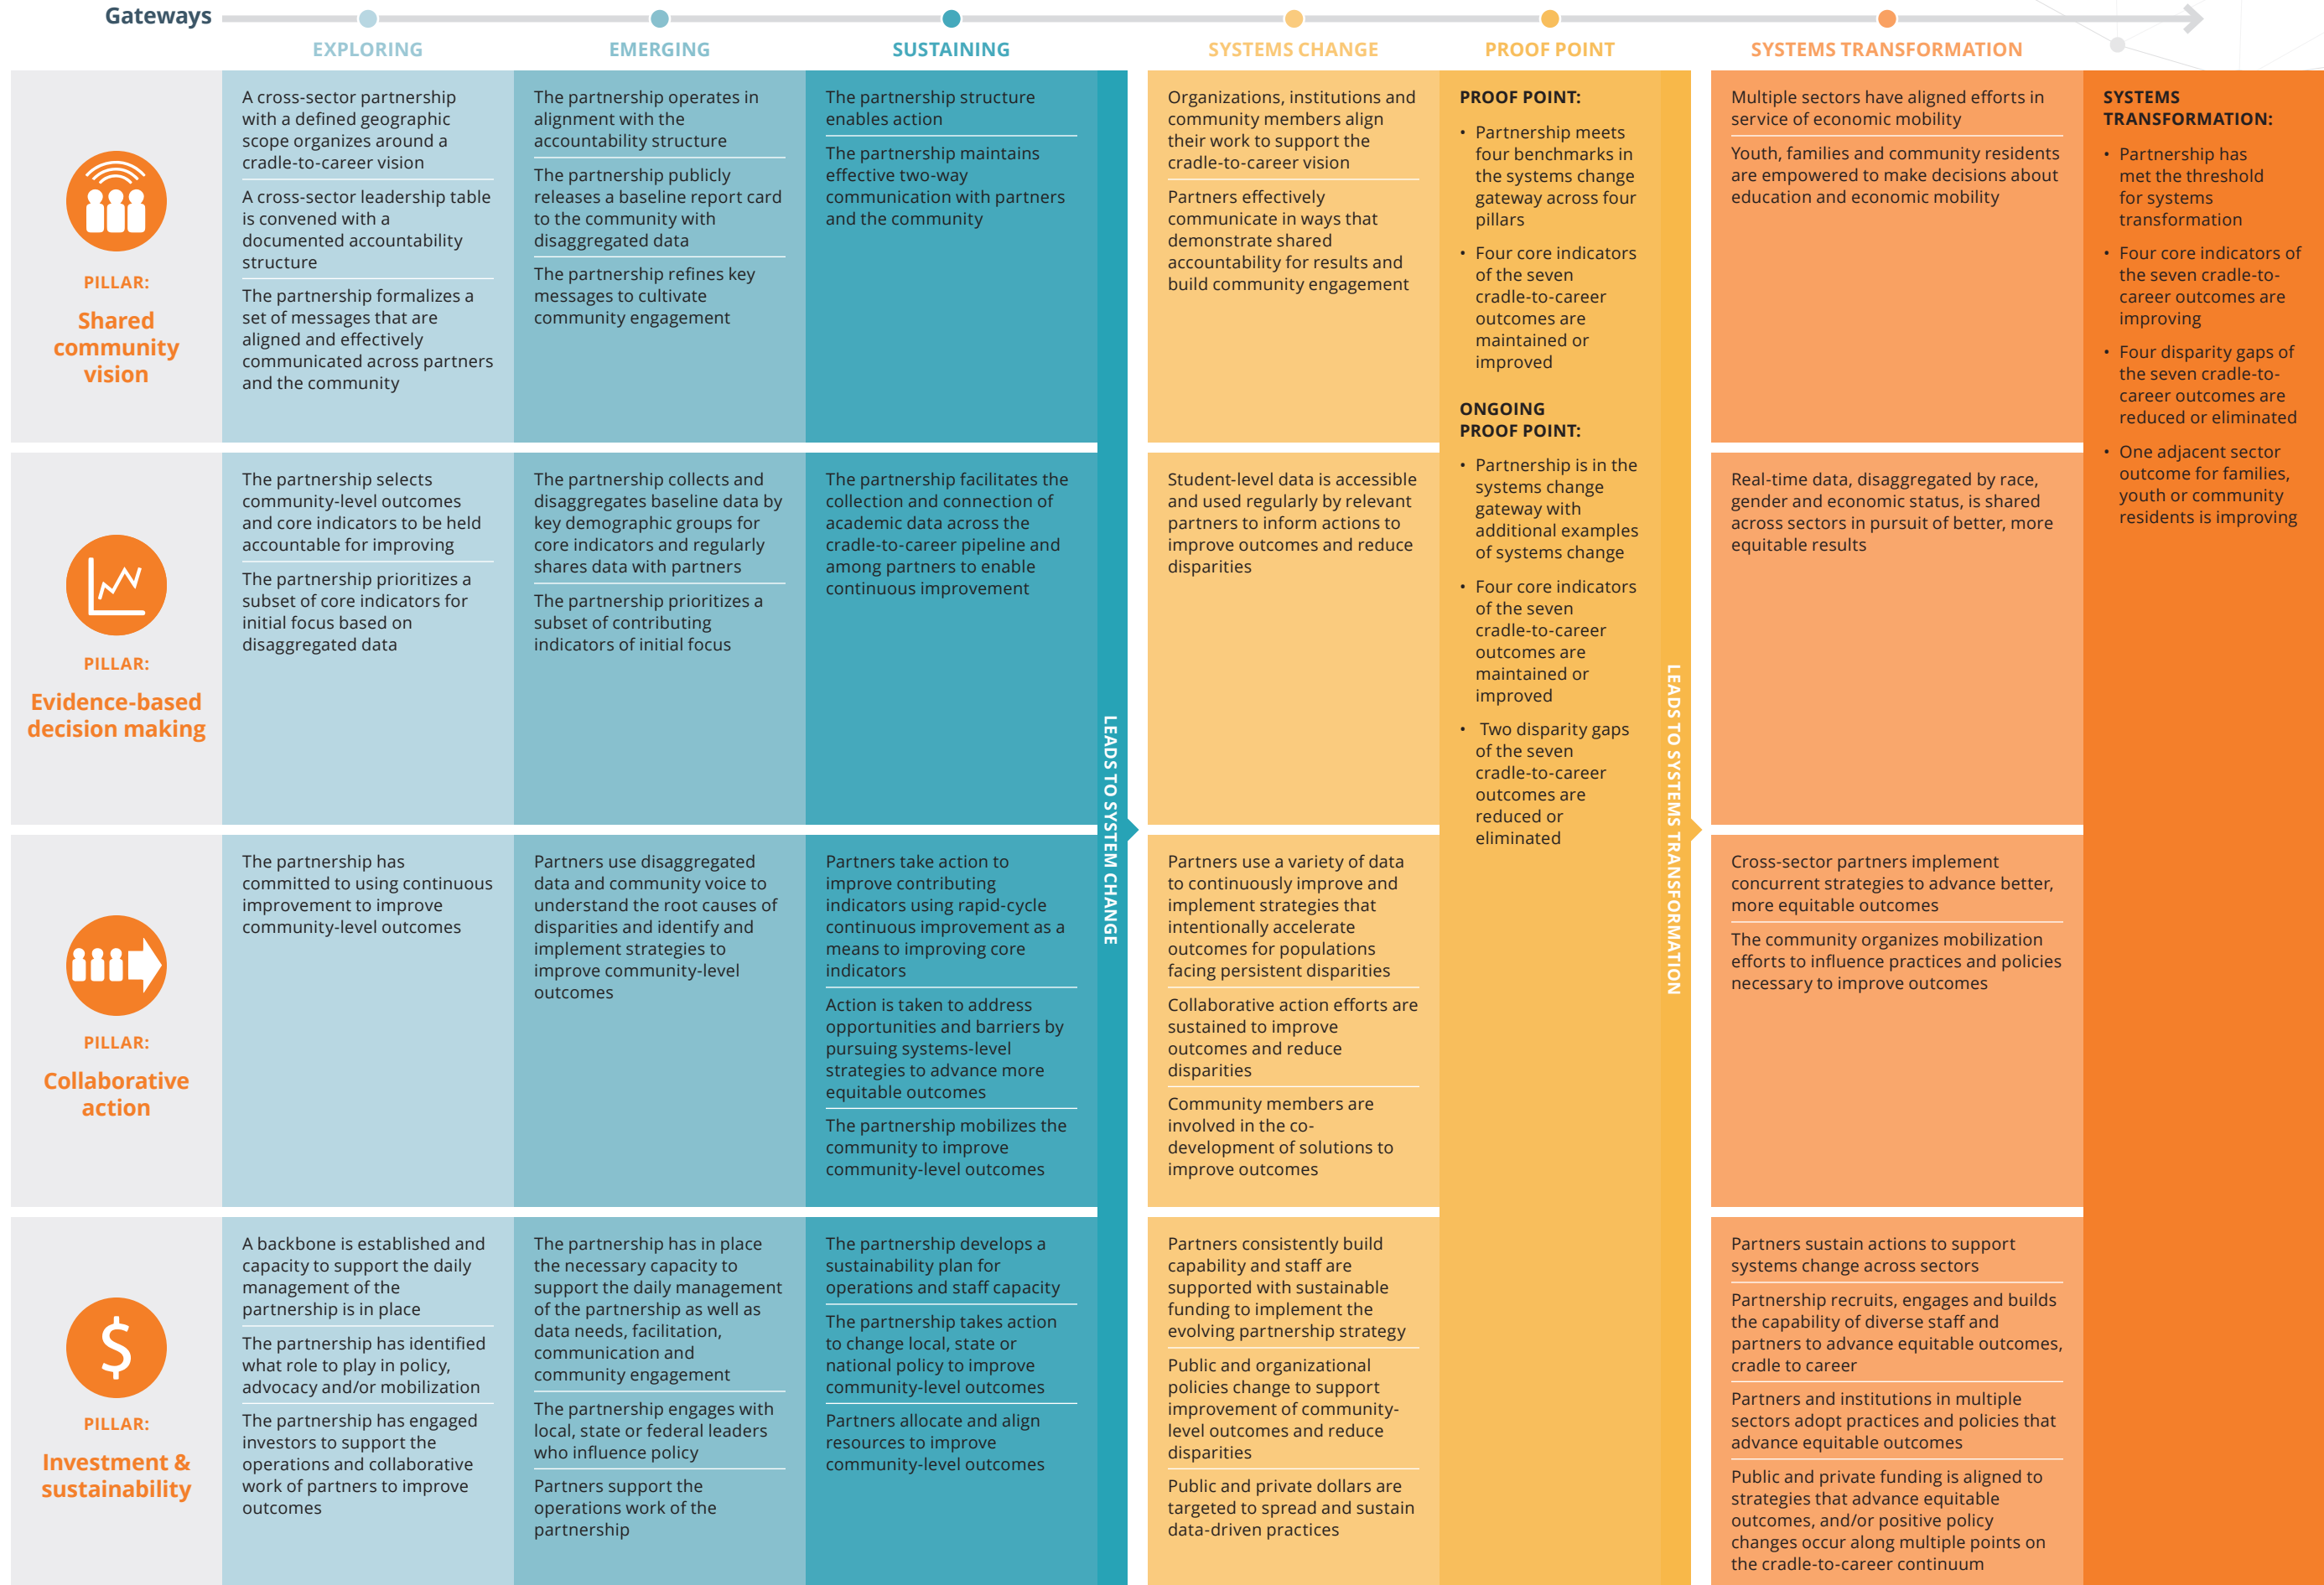 Gateways
EXPLORING
EMERGING
SUSTAINING
SYSTEMS CHANGE
PROOF POINT
SYSTEMS TRANSFORMATION
PILLAR:
Shared
community
vision
A cross-sector partnership
with a defined geographic
scope organizes around a
cradle-to-career vision
A cross-sector leadership table
is convened with a
documented accountability
structure
The partnership formalizes a
set of messages that are
aligned and effectively
communicated across partners
and the community
The partnership operates in
alignment with the
accountability structure
The partnership publicly
releases a baseline report card
to the community with
disaggregated data
The partnership refines key
messages to cultivate
community engagement
The partnership structure
enables action
The partnership maintains
effective two-way
communication with partners
and the community
Organizations, institutions and
community members align
their work to support the
cradle-to-career vision
Partners effectively
communicate in ways that
demonstrate shared
accountability for results and
build community engagement
Multiple sectors have aligned efforts in
service of economic mobility
Youth, families and community residents
are empowered to make decisions about
education and economic mobility
PILLAR:
Evidence-based
decision making
The partnership selects
community-level outcomes
and core indicators to be held
accountable for improving
The partnership prioritizes a
subset of core indicators for
initial focus based on
disaggregated data
The partnership collects and
disaggregates baseline data by
key demographic groups for
core indicators and regularly
shares data with partners
The partnership prioritizes a
subset of contributing
indicators of initial focus
The partnership facilitates the
collection and connection of
academic data across the
cradle-to-career pipeline and
among partners to enable
continuous improvement
Student-level data is accessible
and used regularly by relevant
partners to inform actions to
improve outcomes and reduce
disparities
Real-time data, disaggregated by race,
gender and economic status, is shared
across sectors in pursuit of better, more
equitable results
PILLAR:
Collaborative
action
The partnership has
committed to using continuous
improvement to improve
community-level outcomes
Partners use disaggregated
data and community voice to
understand the root causes of
disparities and identify and
implement strategies to
improve community-level
outcomes
Partners take action to
improve contributing
indicators using rapid-cycle
continuous improvement as a
means to improving core
indicators
Action is taken to address
opportunities and barriers by
pursuing systems-level
strategies to advance more
equitable outcomes
The partnership mobilizes the
community to improve
community-level outcomes
Partners use a variety of data
to continuously improve and
implement strategies that
intentionally accelerate
outcomes for populations
facing persistent disparities
Collaborative action efforts are
sustained to improve
outcomes and reduce
disparities
Community members are
involved in the co-
development of solutions to
improve outcomes
Cross-sector partners implement
concurrent strategies to advance better,
more equitable outcomes
The community organizes mobilization
efforts to influence practices and policies
necessary to improve outcomes
$
PILLAR:
Investment &
sustainability
A backbone is established and
capacity to support the daily
management of the
partnership is in place
The partnership has identified
what role to play in policy,
advocacy and/or mobilization
The partnership has engaged
investors to support the
operations and collaborative
work of partners to improve
outcomes
The partnership has in place
the necessary capacity to
support the daily management
of the partnership as well as
data needs, facilitation,
communication and
community engagement
The partnership engages with
local, state or federal leaders
who influence policy
Partners support the
operations work of the
partnership
The partnership develops a
sustainability plan for
operations and staff capacity
The partnership takes action
to change local, state or
national policy to improve
community-level outcomes
Partners allocate and align
resources to improve
community-level outcomes
Partners consistently build
capability and staff are
supported with sustainable
funding to implement the
evolving partnership strategy
Public and organizational
policies change to support
improvement of community-
level outcomes and reduce
disparities
Public and private dollars are
targeted to spread and sustain
data-driven practices
Partners sustain actions to support
systems change across sectors
Partnership recruits, engages and builds
the capability of diverse staff and
partners to advance equitable outcomes,
cradle to career
Partners and institutions in multiple
sectors adopt practices and policies that
advance equitable outcomes
Public and private funding is aligned to
strategies that advance equitable
outcomes, and/or positive policy
changes occur along multiple points on
the cradle-to-career continuum
LEADS TO SYSTEM CHANGE
PROOF POINT:
• Partnership meets
four benchmarks in
the systems change
gateway across four
pillars
• Four core indicators
of the seven
cradle-to-career
outcomes are
maintained or
improved
ONGOING
PROOF POINT:
• Partnership is in the
systems change
gateway with
additional examples
of systems change
• Four core indicators
of the seven
cradle-to-career
outcomes are
maintained or
improved
• Two disparity gaps
of the seven
cradle-to-career
outcomes are
reduced or
eliminated
LEADS TO SYSTEMS TRANSFORMATION
SYSTEMS
TRANSFORMATION:
• Partnership has
met the threshold
for systems
transformation
• Four core indicators of
the seven cradle-to-
career outcomes are
improving
• Four disparity gaps of
the seven cradle-to-
career outcomes are
reduced or eliminated
• One adjacent sector
outcome for families,
youth or community
residents is improving